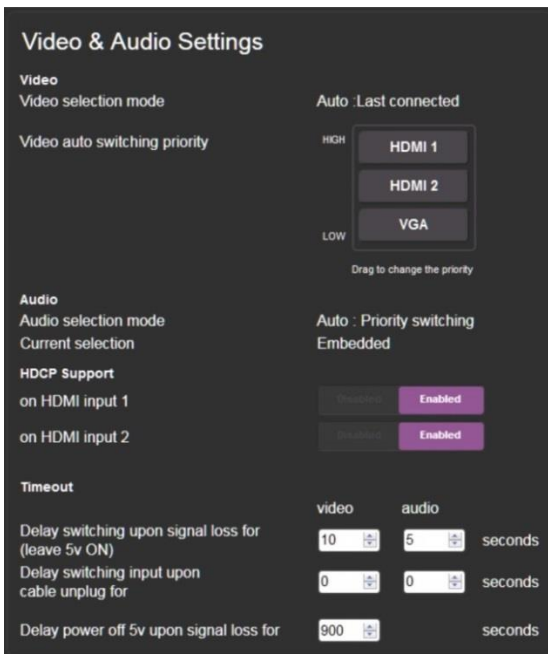 Video & Audio Settings
Video
Video selection mode Auto :Last connected
Video auto switching priority HIGH HDMI 1
HDMI 2
LOW VGA
Drag to change the priority
Audio
Audio selection mode Auto : Priority switching
Current selection Embedded
HDCP Support
on HDMI input 1 Disabled Enabled
on HDMI input 2 Disabled Enabled
Timeout
video audio
Delay switching upon signal loss for
(leave 5v ON) 10 5 seconds
Delay switching input upon
cable unplug for 0 0 seconds
Delay power off 5v upon signal loss for 900 seconds